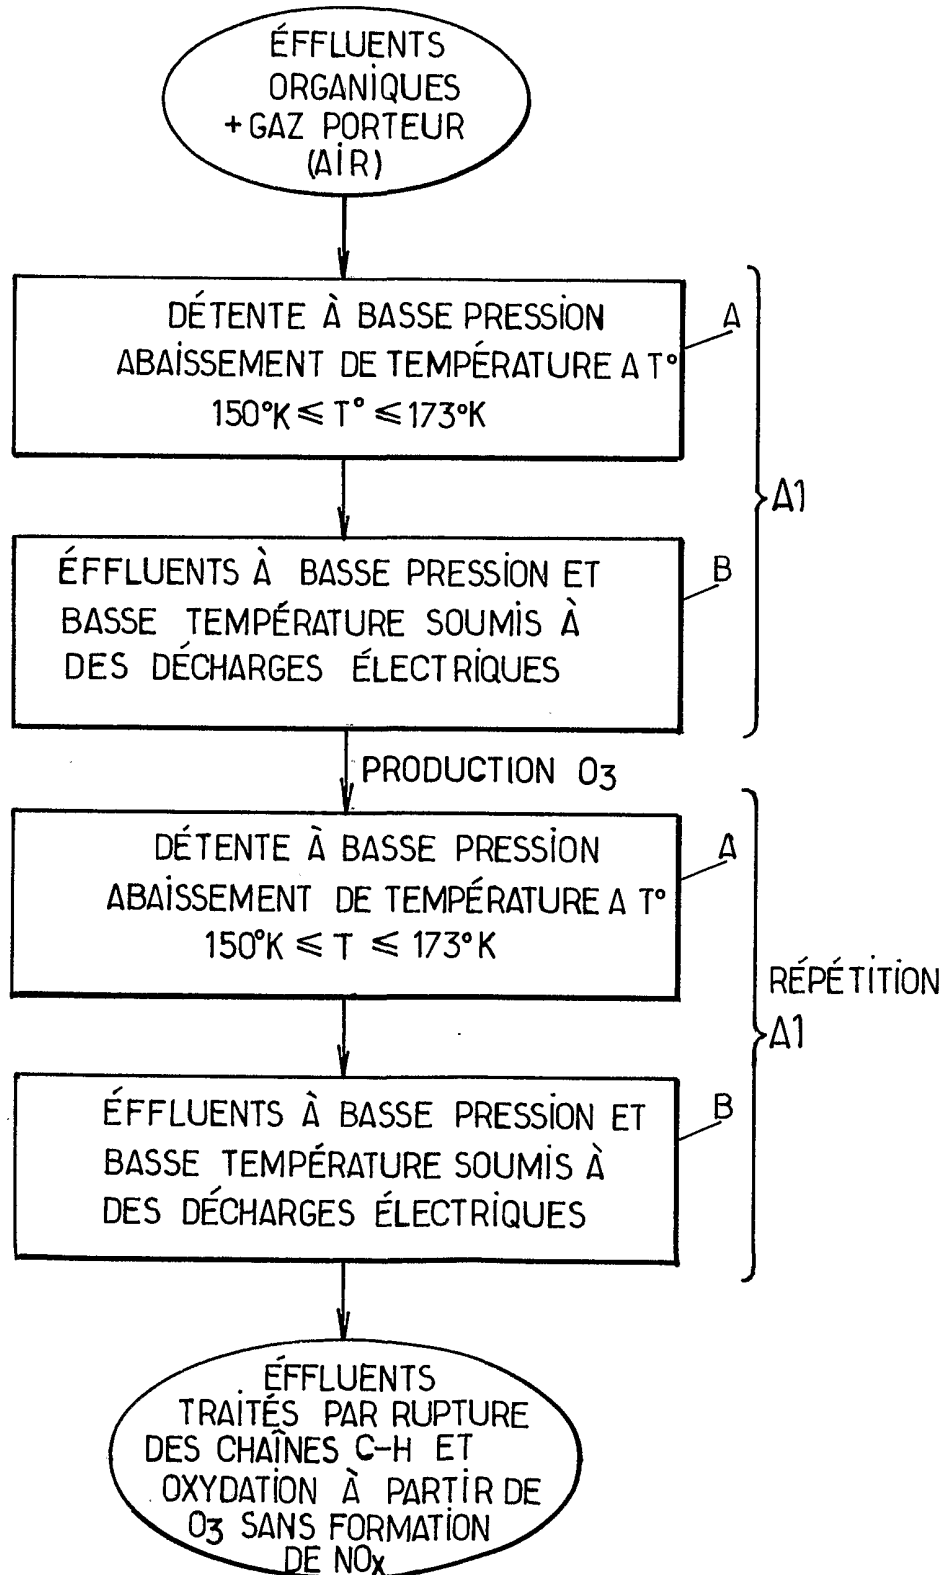 ÉFFLUENTS
ORGANIQUES
+ GAZ PORTEUR
(AIR)
DÉTENTE À BASSE PRESSION
ABAISSEMENT DE TEMPÉRATURE A T°
150°K ⩽ T° ⩽ 173°K
A
ÉFFLUENTS À BASSE PRESSION ET
BASSE TEMPÉRATURE SOUMIS À
DES DÉCHARGES ÉLECTRIQUES
B
A1
PRODUCTION O3
DÉTENTE À BASSE PRESSION
ABAISSEMENT DE TEMPÉRATURE A T°
150°K ⩽ T ⩽ 173°K
A
ÉFFLUENTS À BASSE PRESSION ET
BASSE TEMPÉRATURE SOUMIS À
DES DÉCHARGES ÉLECTRIQUES
B
RÉPÉTITION
A1
ÉFFLUENTS
TRAITÉS PAR RUPTURE
DES CHAÎNES C-H ET
OXYDATION À PARTIR DE
O3 SANS FORMATION
DE NOx